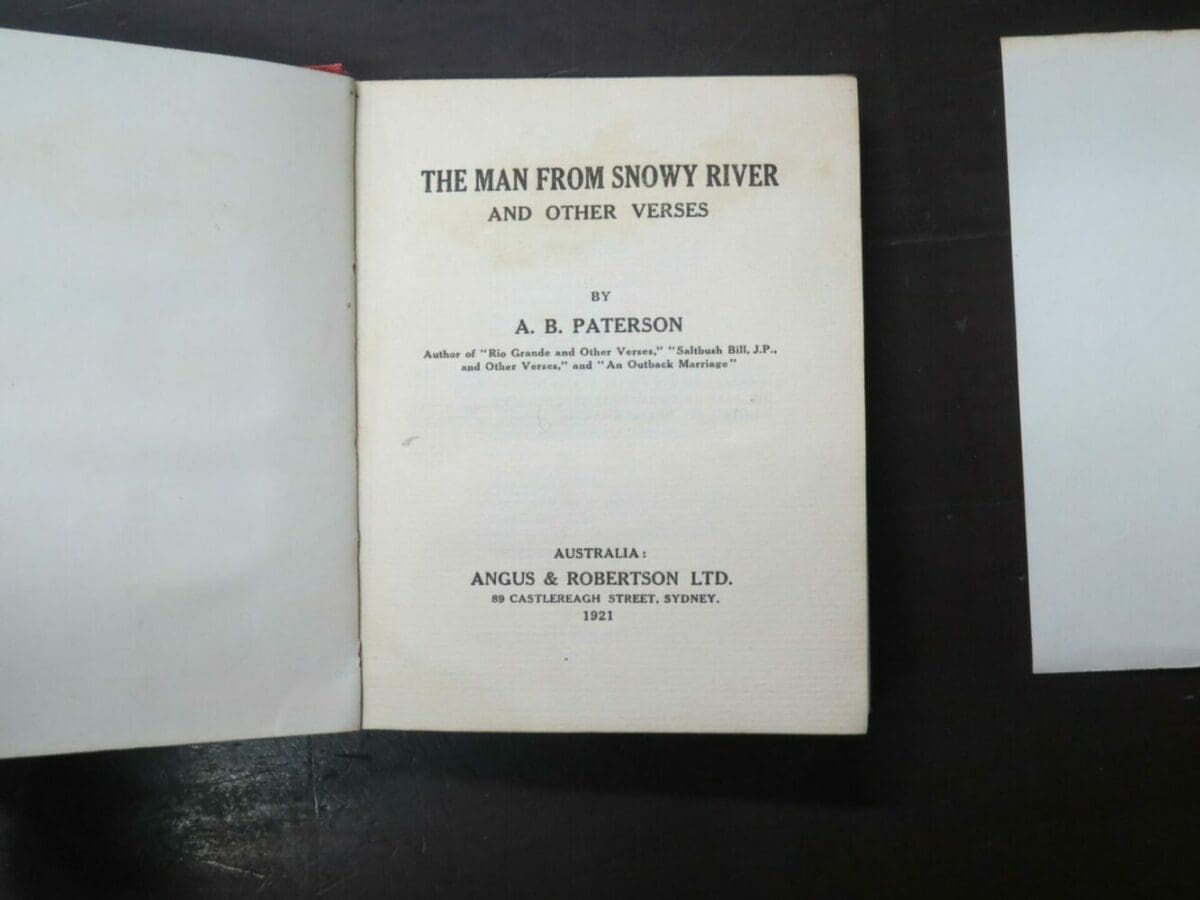 THE MAN FROM SNOWY RIVER
AND OTHER VERSES
BY
A. B. PATERSON
Author of "Rio Grande and Other Verses," "Saltbush Bill, J.P.,
and Other Verses," and "An Outback Marriage"
AUSTRALIA:
ANGUS & ROBERTSON LTD.
89 CASTLEREAGH STREET, SYDNEY.
1921